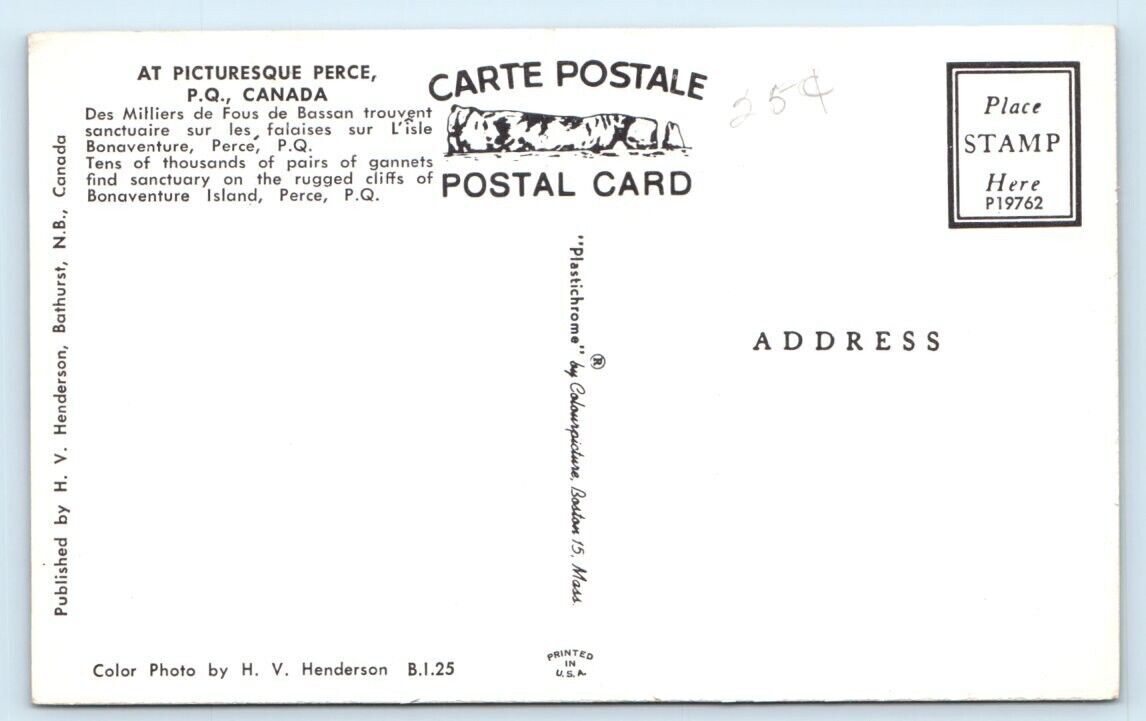 AT PICTURESQUE PERCE,
P.Q., CANADA
Des Milliers de Fous de Bassan trouvent
sanctuaire sur les falaises sur L'isle
Bonaventure, Percé, P.Q.
Tens of thousands of pairs of gannets
find sanctuary on the rugged cliffs of
Bonaventure Island, Perce, P.Q.
CARTE POSTALE
POSTAL CARD
25¢
Place
STAMP
Here
P19762
Published by H. V. Henderson, Bathurst, N.B., Canada
"Plastichrome"® by Colourpicture, Boston 15, Mass.
ADDRESS
Color Photo by H. V. Henderson B.I.25
PRINTED
IN
U.S.A.